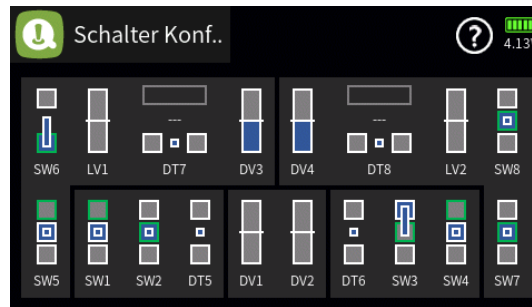 Schalter Konf..
?
4.13V
--- ---
SW6 LV1 DT7 DV3 DV4 DT8 LV2 SW8
SW5 SW1 SW2 DT5 DV1 DV2 DT6 SW3 SW4 SW7